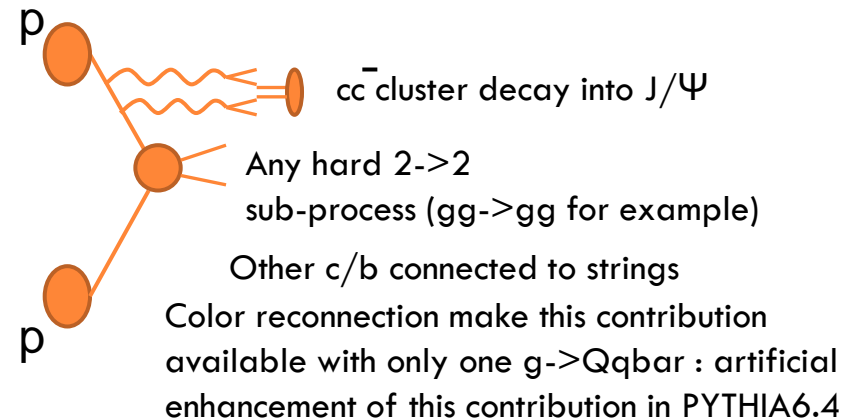 p
cc̄ cluster decay into J/Ψ
Any hard 2->2
sub-process (gg->gg for example)
Other c/b connected to strings
p
Color reconnection make this contribution
available with only one g->Qqbar : artificial
enhancement of this contribution in PYTHIA6.4